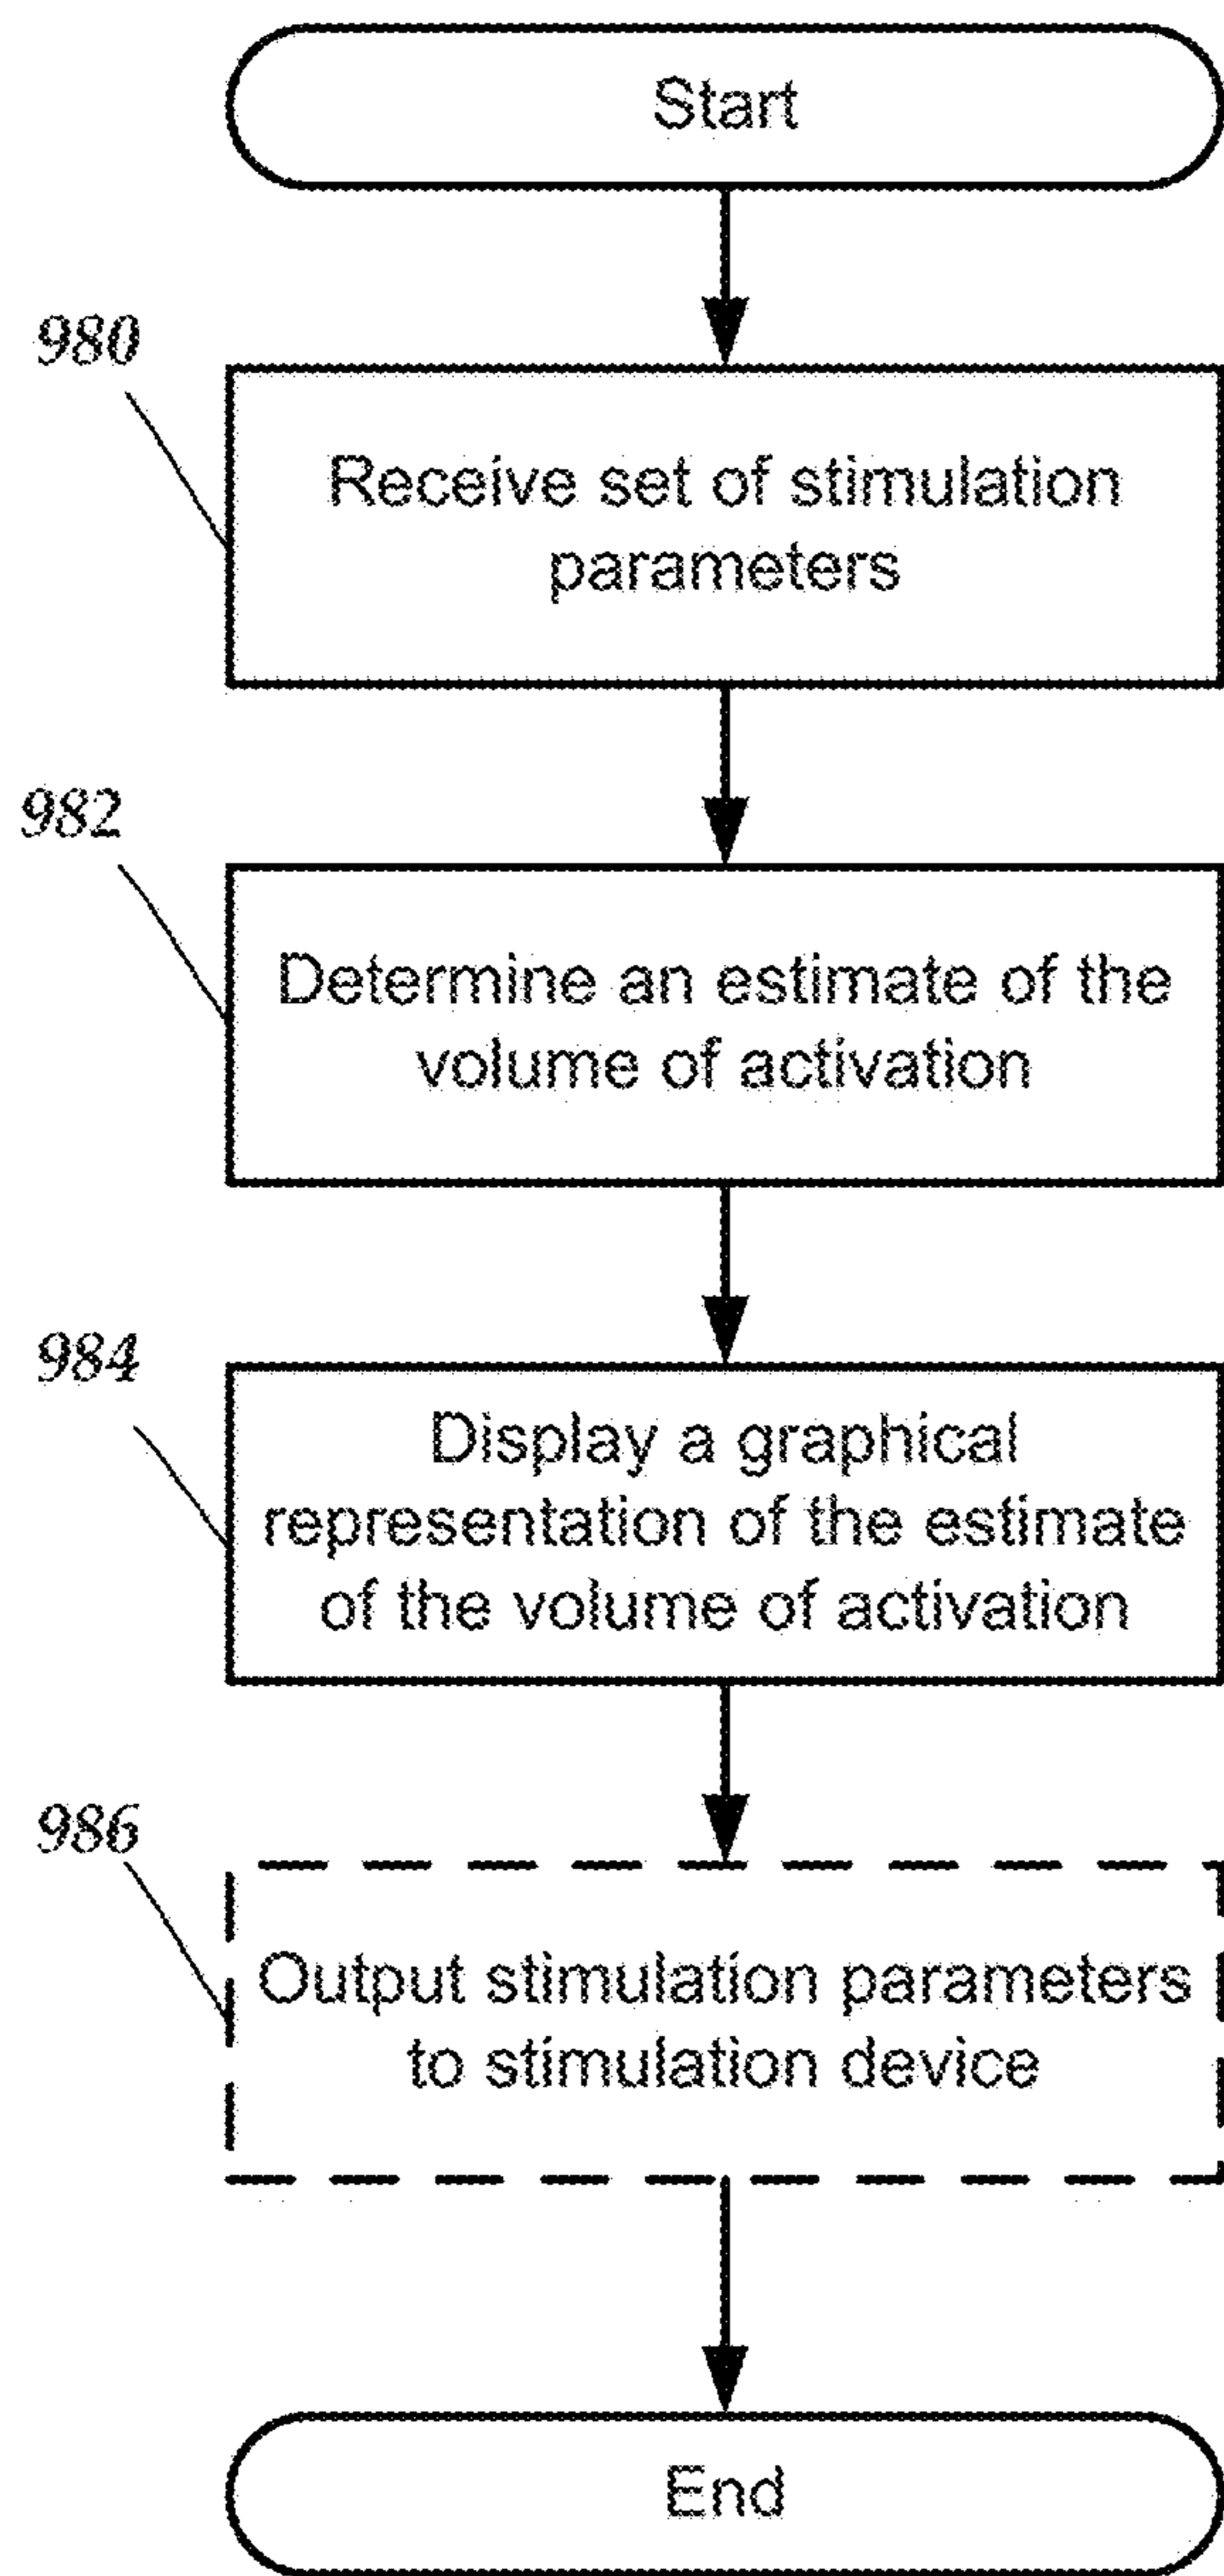 Start
980
Receive set of stimulation
parameters
982
Determine an estimate of the
volume of activation
984
Display a graphical
representation of the estimate
of the volume of activation
986
Output stimulation parameters
to stimulation device
End